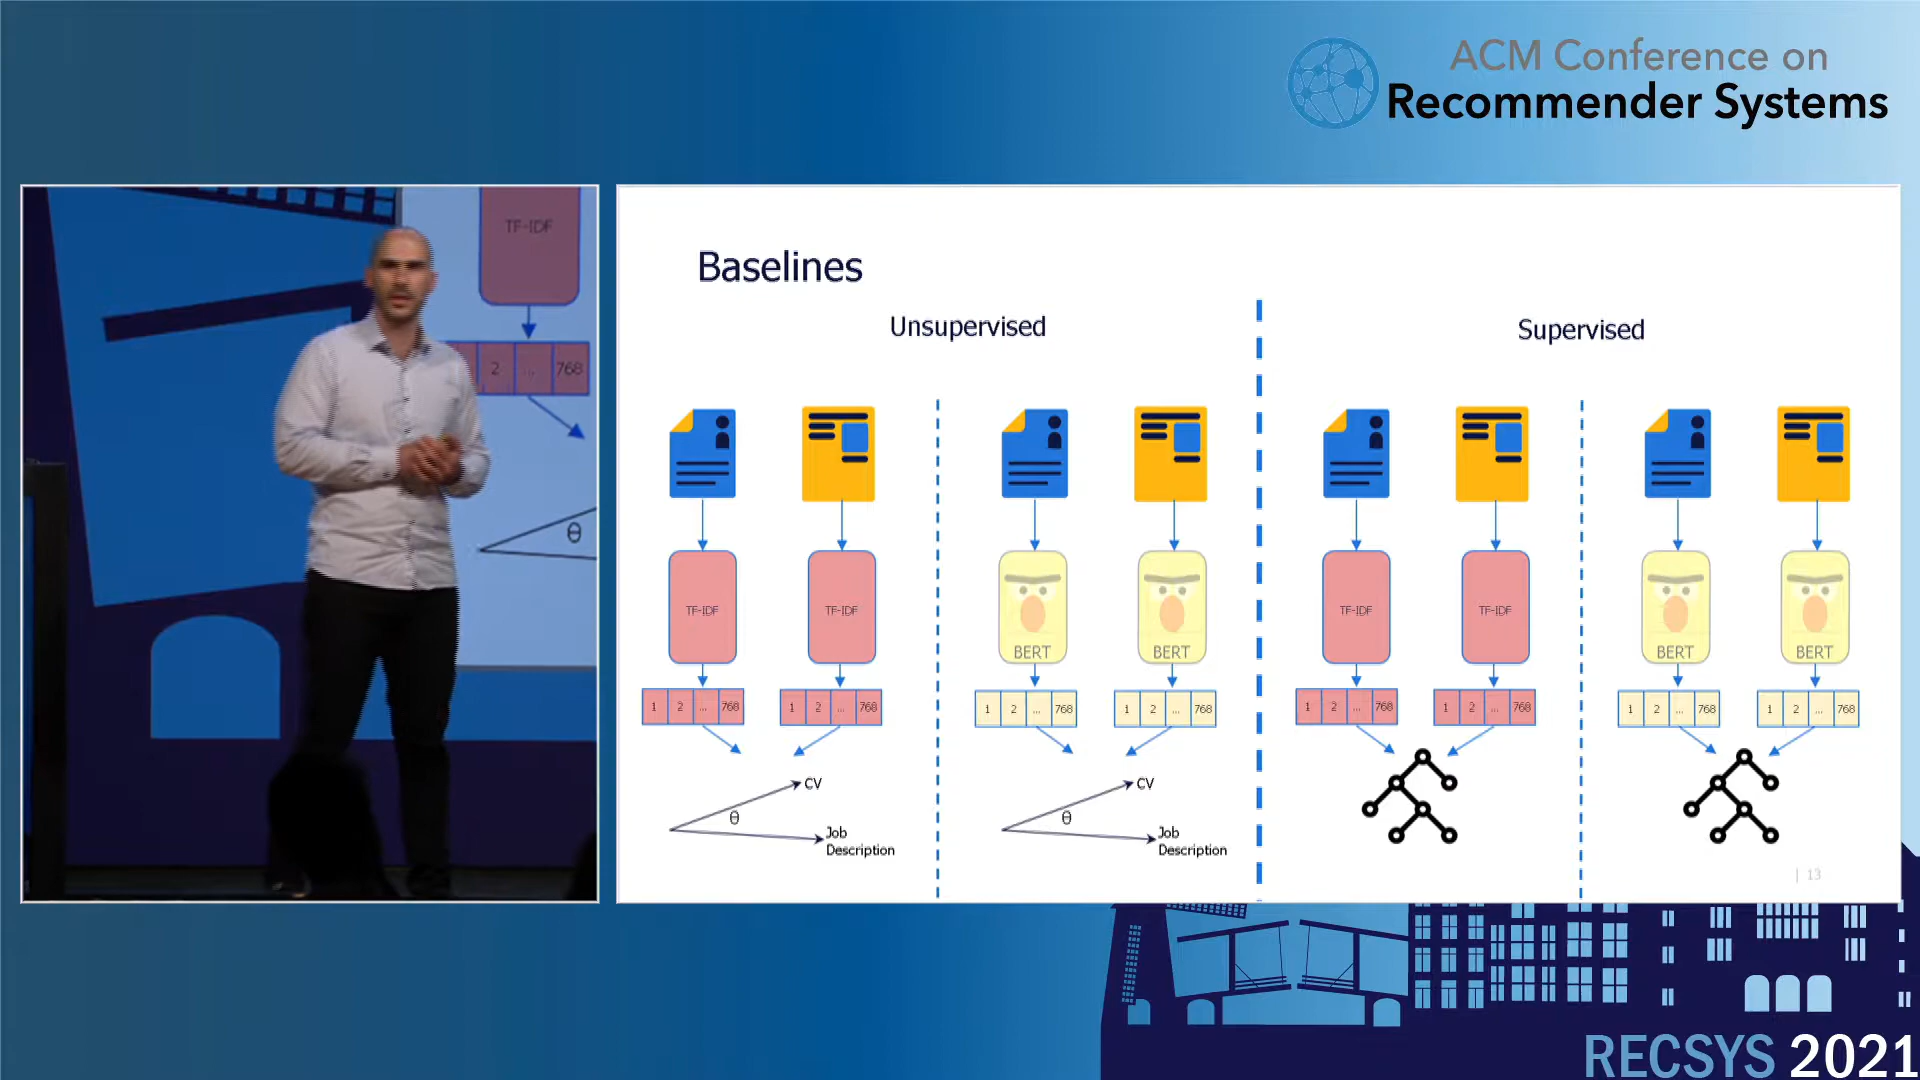 ACM Conference on
Recommender Systems
TF-IDF
2 ... 768
θ
Baselines
Unsupervised
Supervised
TF-IDF TF-IDF BERT BERT TF-IDF TF-IDF BERT BERT
1 2 ... 768 1 2 ... 768 1 2 ... 768 1 2 ... 768 1 2 ... 768 1 2 ... 768 1 2 ... 768 1 2 ... 768
CV
θ
Job
Description
CV
θ
Job
Description
| 13
RECSYS 2021